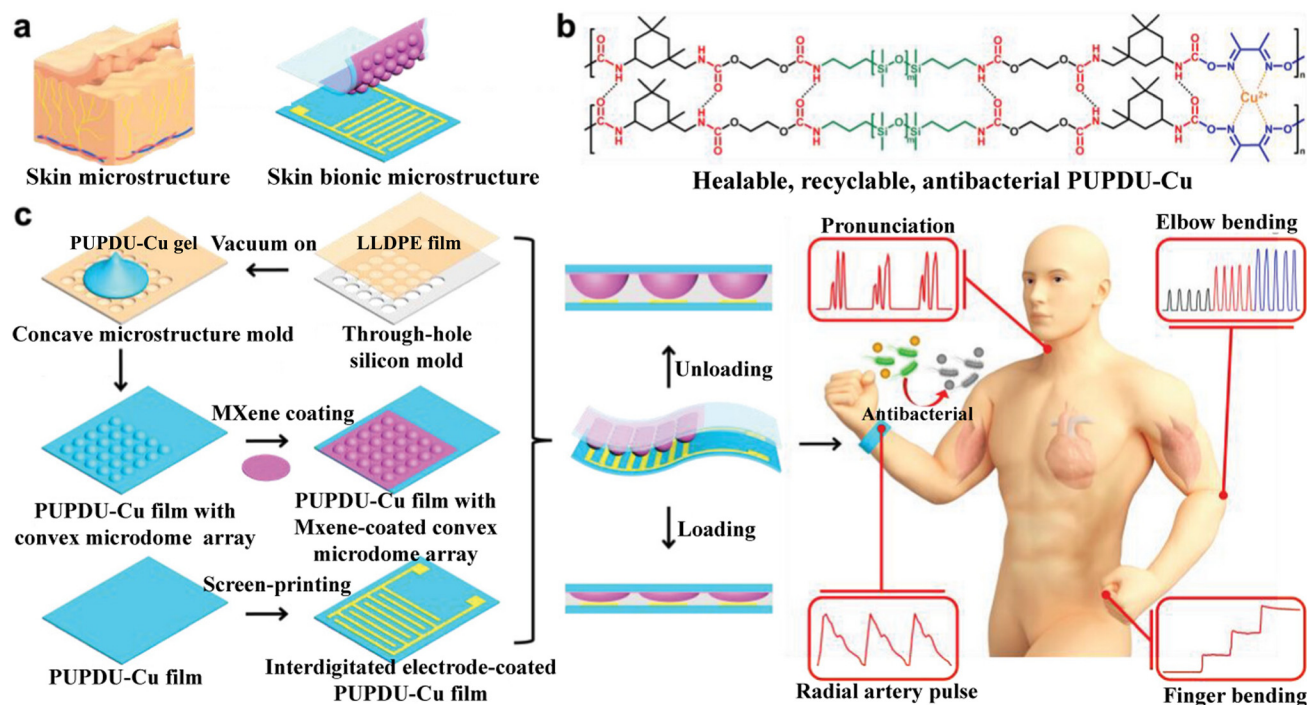 a
Skin microstructure
Skin bionic microstructure
b
O
H
N
O
O
H
N
Si
O
Si
m
N
H
O
O
N
H
O
N
N
O
n
Cu2+
Healable, recyclable, antibacterial PUPDU-Cu
c
PUPDU-Cu gel
Vacuum on
LLDPE film
Concave microstructure mold
Through-hole
silicon mold
MXene coating
PUPDU-Cu film with
convex microdome array
PUPDU-Cu film with
Mxene-coated convex
microdome array
Screen-printing
PUPDU-Cu film
Interdigitated electrode-coated
PUPDU-Cu film
Unloading
Loading
Pronunciation
Elbow bending
Antibacterial
Radial artery pulse
Finger bending